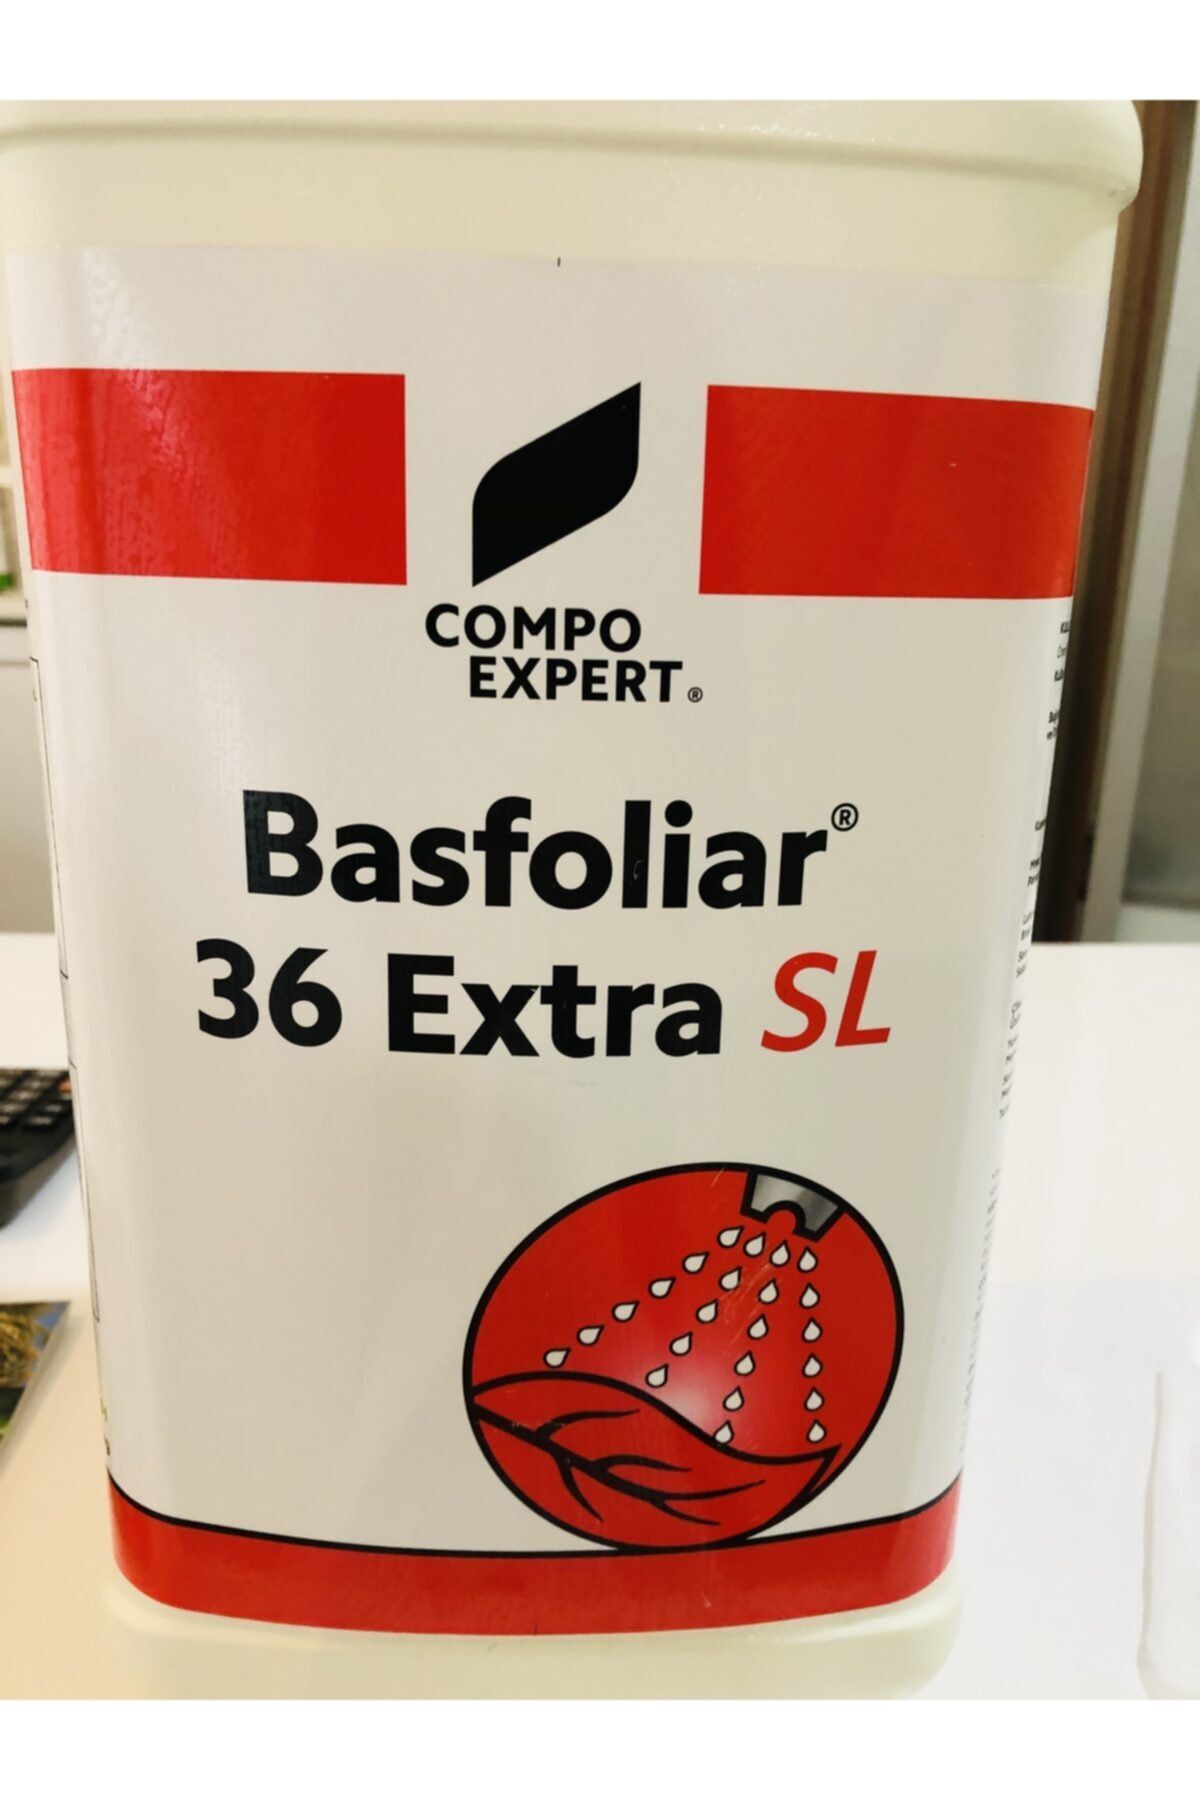 COMPO
EXPERT®
Basfoliar®
36 Extra SL